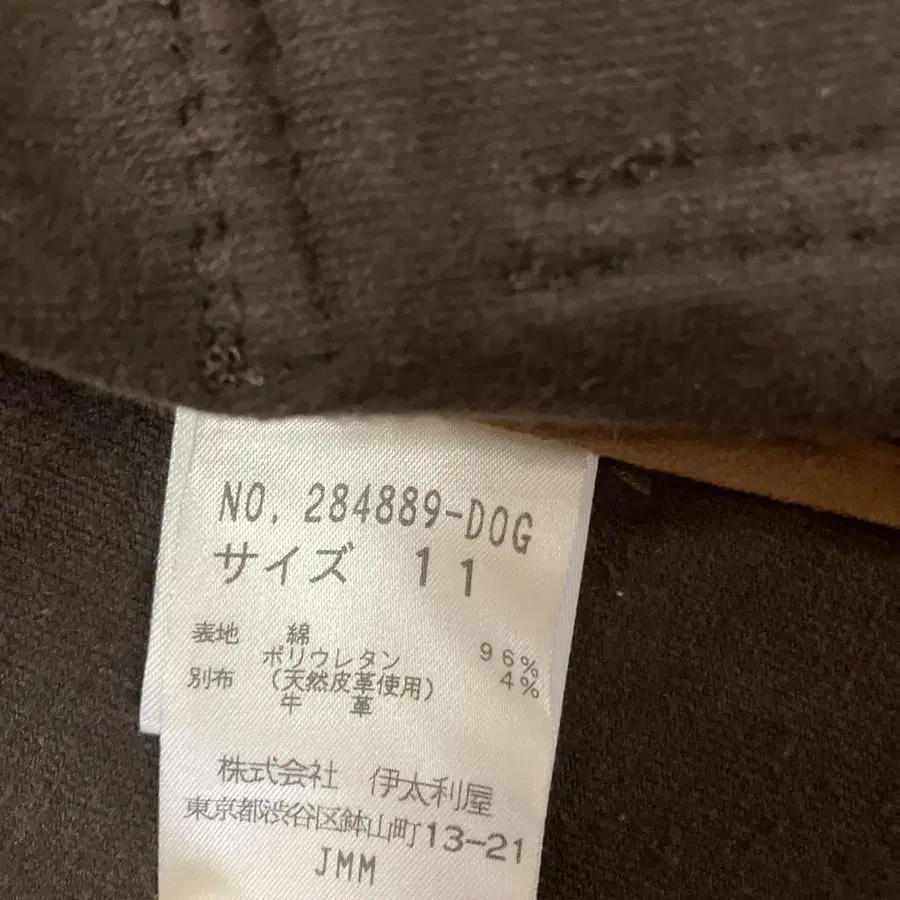 NO. 284889-DOG
サイズ 11
表地 綿 96%
ポリウレタン 4%
別布 (天然皮革使用)
牛 革
株式会社 伊太利屋
東京都渋谷区鉢山町13-21
JMM